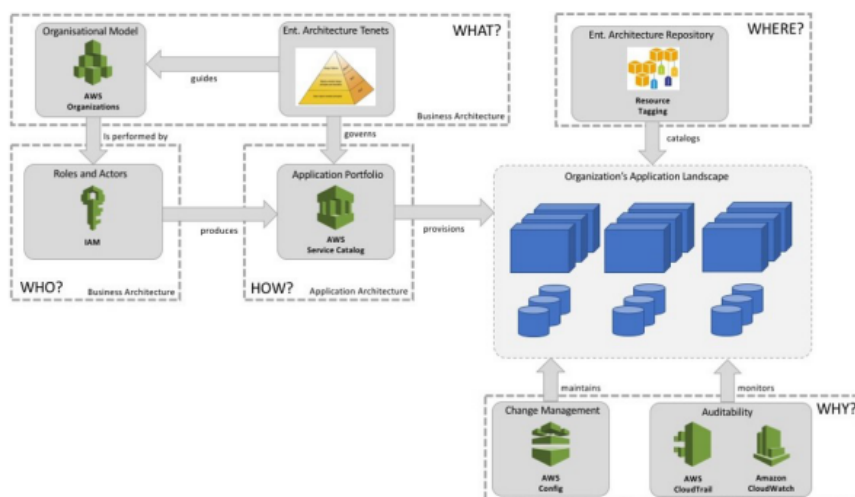 Organisational Model
AWS
Organizations
guides
Ent. Architecture Tenets
WHAT?
Business Architecture
Ent. Architecture Repository
Resource
Tagging
WHERE?
Is performed by
governs
catalogs
Roles and Actors
IAM
WHO?
Business Architecture
produces
Application Portfolio
AWS
Service Catalog
HOW?
Application Architecture
provisions
Organization's Application Landscape
maintains
monitors
Change Management
AWS
Config
Auditability
AWS
CloudTrail
Amazon
CloudWatch
WHY?